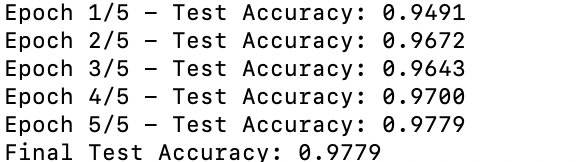 Epoch 1/5 – Test Accuracy: 0.9491
Epoch 2/5 – Test Accuracy: 0.9672
Epoch 3/5 – Test Accuracy: 0.9643
Epoch 4/5 – Test Accuracy: 0.9700
Epoch 5/5 – Test Accuracy: 0.9779
Final Test Accuracy: 0.9779